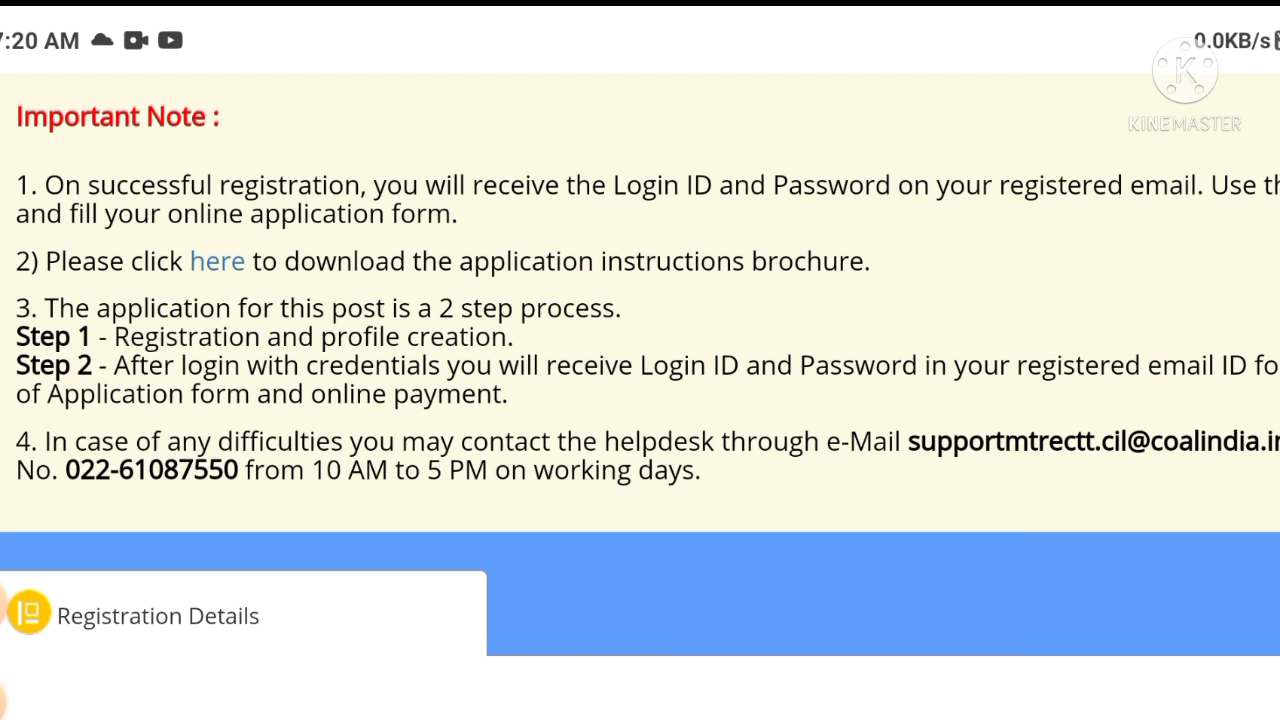 :20 AM
0.0KB/s
KINEMASTER
Important Note :
1. On successful registration, you will receive the Login ID and Password on your registered email. Use
and fill your online application form.
2) Please click here to download the application instructions brochure.
3. The application for this post is a 2 step process.
Step 1 - Registration and profile creation.
Step 2 - After login with credentials you will receive Login ID and Password in your registered email ID
of Application form and online payment.
4. In case of any difficulties you may contact the helpdesk through e-Mail supportmtrectt.cil@coalindia.in
No. 022-61087550 from 10 AM to 5 PM on working days.
Registration Details